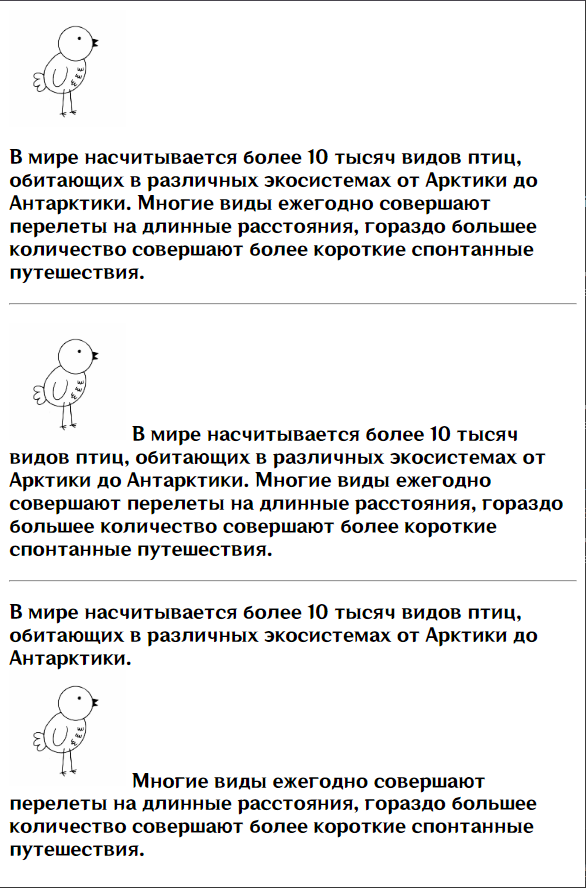 В мире насчитывается более 10 тысяч видов птиц,
обитающих в различных экосистемах от Арктики до
Антарктики. Многие виды ежегодно совершают
перелеты на длинные расстояния, гораздо большее
количество совершают более короткие спонтанные
путешествия.
В мире насчитывается более 10 тысяч
видов птиц, обитающих в различных экосистемах от
Арктики до Антарктики. Многие виды ежегодно
совершают перелеты на длинные расстояния, гораздо
большее количество совершают более короткие
спонтанные путешествия.
В мире насчитывается более 10 тысяч видов птиц,
обитающих в различных экосистемах от Арктики до
Антарктики.
Многие виды ежегодно совершают
перелеты на длинные расстояния, гораздо большее
количество совершают более короткие спонтанные
путешествия.